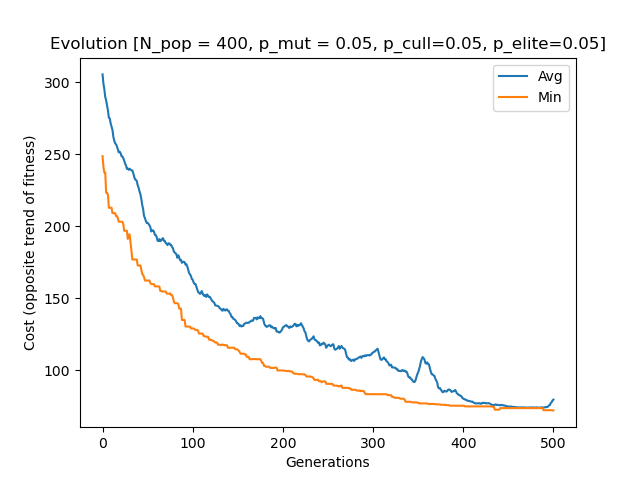 Evolution [N_pop = 400, p_mut = 0.05, p_cull=0.05, p_elite=0.05]
Avg
Min
Cost (opposite trend of fitness)
300
250
200
150
100
0 100 200 300 400 500
Generations